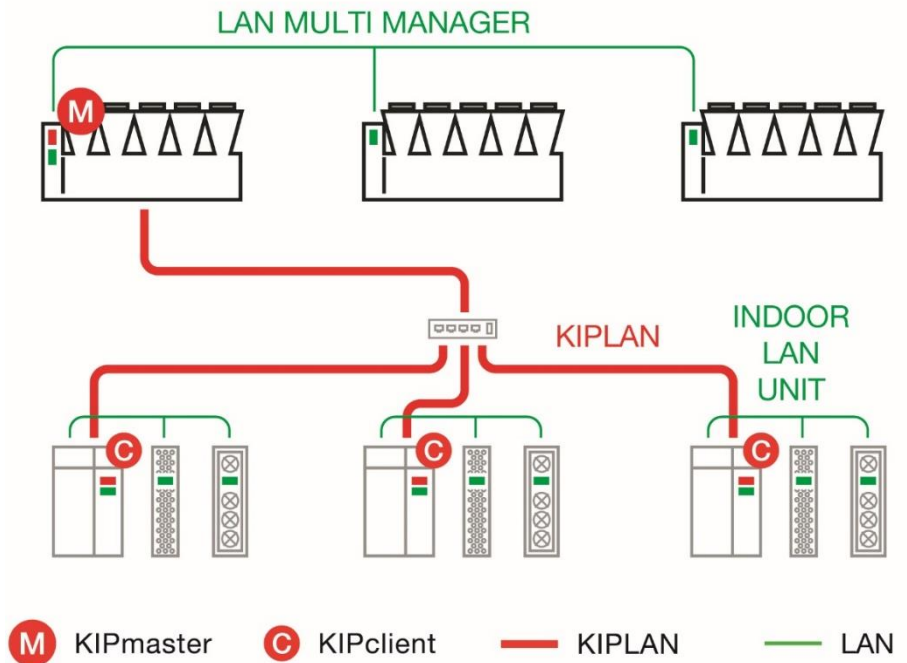 LAN MULTI MANAGER
M
KIPLAN
INDOOR
LAN
UNIT
C
C
C
M KIPmaster C KIPclient KIPLAN LAN